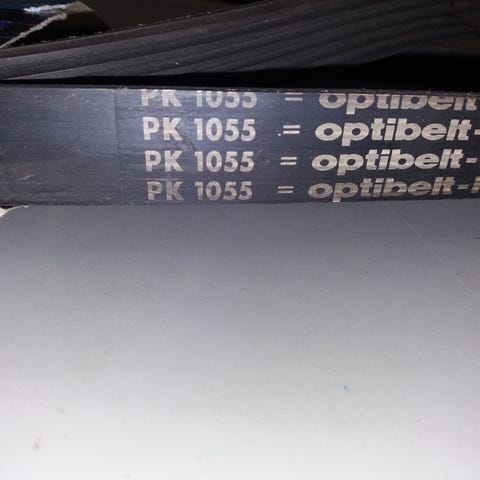 PK 1055 = optibelt
PK 1055 = optibelt-
PK 1055 = optibelt-
PK 1055 = optibelt-